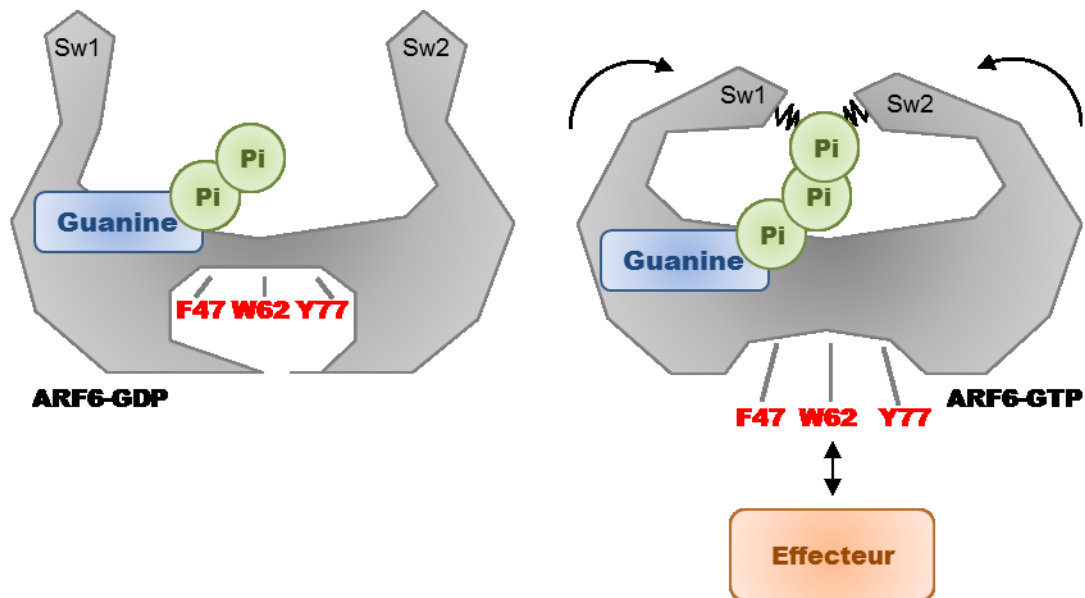 Sw1
Sw2
Pi
Pi
Guanine
F47 W62 Y77
ARF6-GDP
Sw1
Sw2
Pi
Pi
Pi
Guanine
ARF6-GTP
F47 W62 Y77
Effecteur